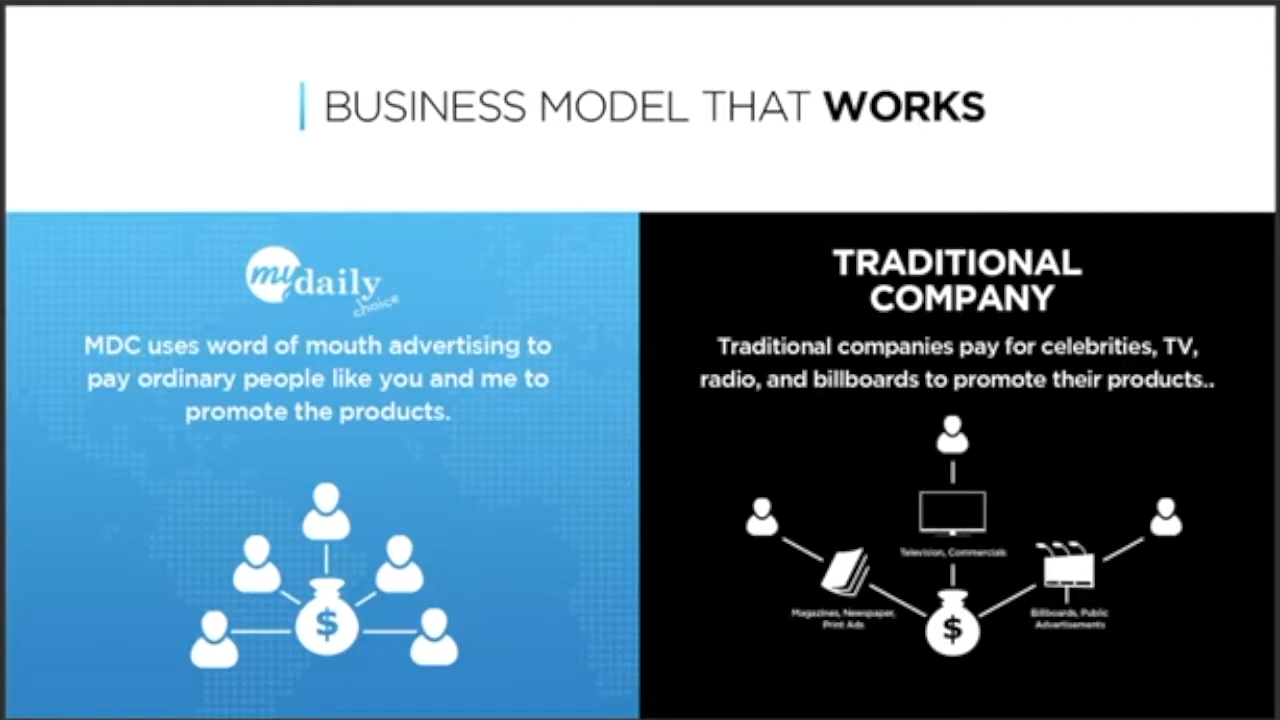 BUSINESS MODEL THAT WORKS
my daily
choice
MDC uses word of mouth advertising to
pay ordinary people like you and me to
promote the products.
$
TRADITIONAL
COMPANY
Traditional companies pay for celebrities, TV,
radio, and billboards to promote their products..
Television, Commercials
Magazines, Newspaper,
Print Ads
Billboards, Public
Advertisements
$